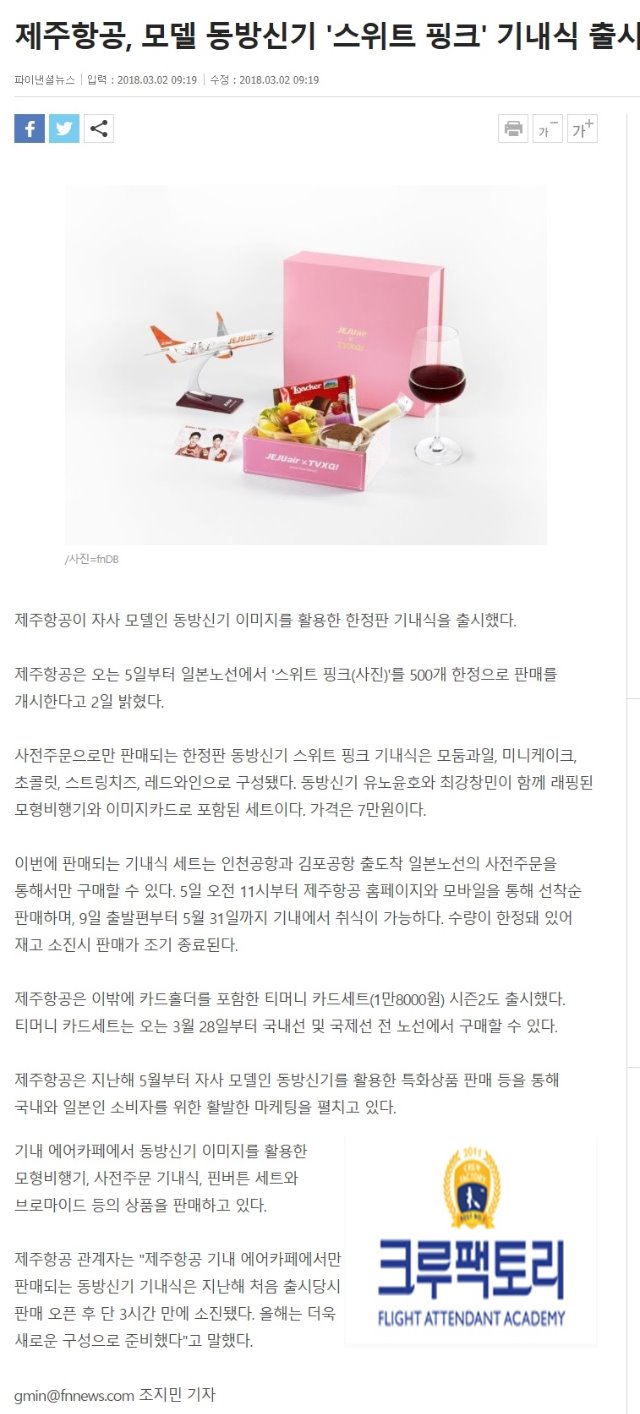 제주항공, 모델 동방신기 '스위트 핑크' 기내식 출시
파이낸셜뉴스 | 입력 : 2018.03.02 09:19 | 수정 : 2018.03.02 09:19
가 -
가 +
JEJUair
×
TVXQ!
JEJUair
Loacker
JEJUair × TVXQ!
/사진=fnDB
제주항공이 자사 모델인 동방신기 이미지를 활용한 한정판 기내식을 출시했다.
제주항공은 오는 5일부터 일본노선에서 '스위트 핑크(사진)'를 500개 한정으로 판매를
개시한다고 2일 밝혔다.
사전주문으로만 판매되는 한정판 동방신기 스위트 핑크 기내식은 모둠과일, 미니케이크,
초콜릿, 스트링치즈, 레드와인으로 구성됐다. 동방신기 유노윤호와 최강창민이 함께 래핑된
모형비행기와 이미지카드로 포함된 세트이다. 가격은 7만원이다.
이번에 판매되는 기내식 세트는 인천공항과 김포공항 출도착 일본노선의 사전주문을
통해서만 구매할 수 있다. 5일 오전 11시부터 제주항공 홈페이지와 모바일을 통해 선착순
판매하며, 9일 출발편부터 5월 31일까지 기내에서 취식이 가능하다. 수량이 한정돼 있어
재고 소진시 판매가 조기 종료된다.
제주항공은 이밖에 카드홀더를 포함한 티머니 카드세트(1만8000원) 시즌2도 출시했다.
티머니 카드세트는 오는 3월 28일부터 국내선 및 국제선 전 노선에서 구매할 수 있다.
제주항공은 지난해 5월부터 자사 모델인 동방신기를 활용한 특화상품 판매 등을 통해
국내와 일본인 소비자를 위한 활발한 마케팅을 펼치고 있다.
기내 에어카페에서 동방신기 이미지를 활용한
모형비행기, 사전주문 기내식, 핀버튼 세트와
브로마이드 등의 상품을 판매하고 있다.
제주항공 관계자는 "제주항공 기내 에어카페에서만
판매되는 동방신기 기내식은 지난해 처음 출시당시
판매 오픈 후 단 3시간 만에 소진됐다. 올해는 더욱
새로운 구성으로 준비했다"고 말했다.
2011
CREW
FACTORY
크루팩토리
FLIGHT ATTENDANT ACADEMY
gmin@fnnews.com 조지민 기자